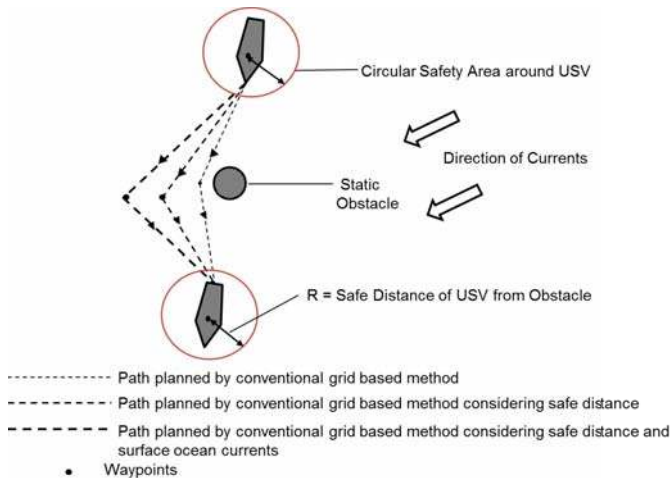 Circular Safety Area around USV
Direction of Currents
Static
Obstacle
R = Safe Distance of USV from Obstacle
Path planned by conventional grid based method
Path planned by conventional grid based method considering safe distance
Path planned by conventional grid based method considering safe distance and
surface ocean currents
Waypoints